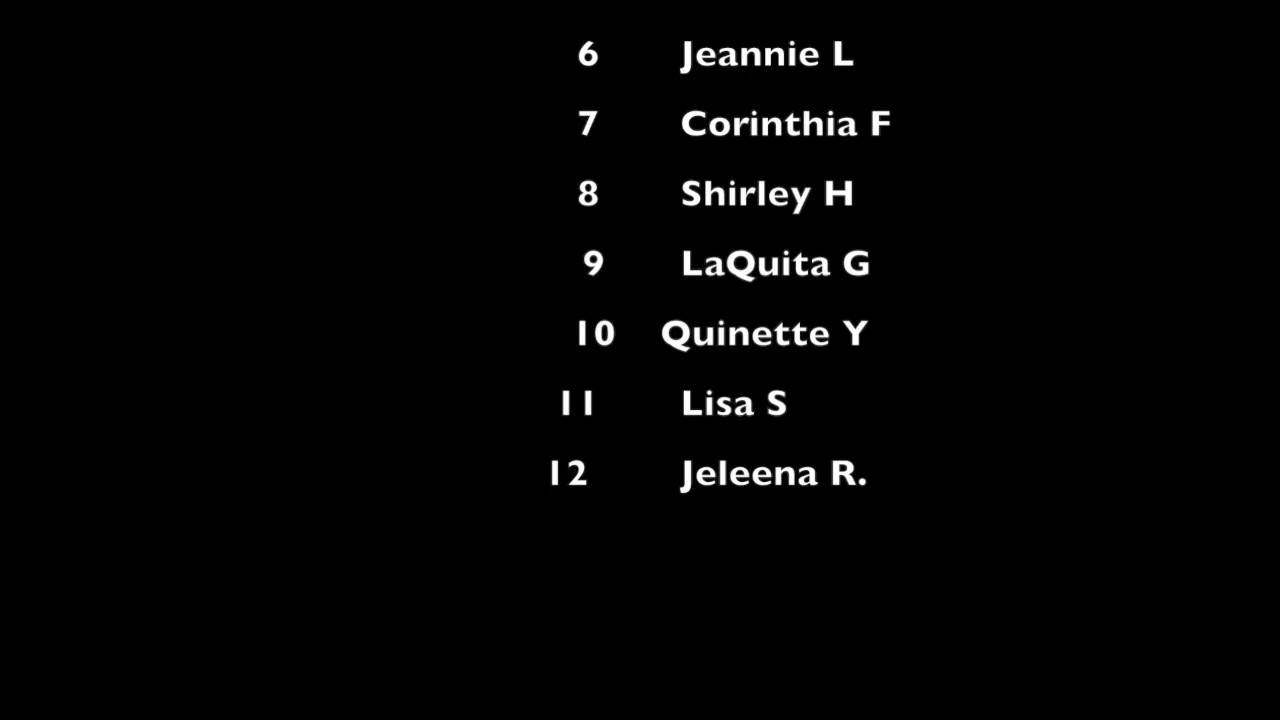 6 Jeannie L
7 Corinthia F
8 Shirley H
9 LaQuita G
10 Quinette Y
11 Lisa S
12 Jeleena R.